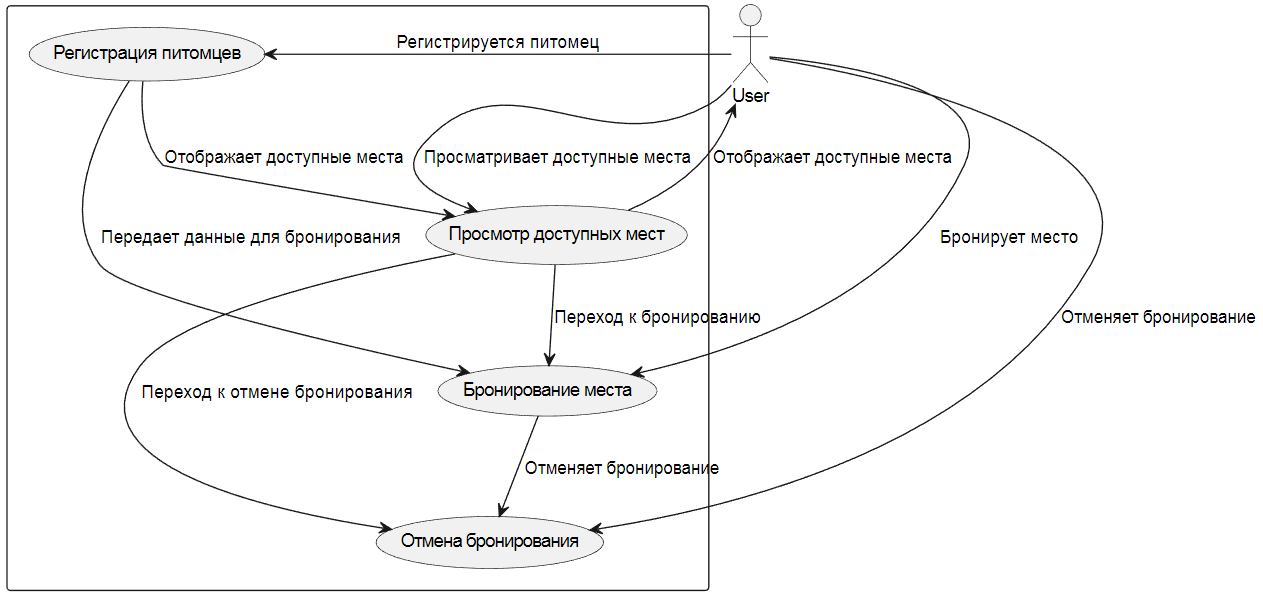 Регистрация питомцев
Регистрируется питомец
User
Отображает доступные места
Просматривает доступные места
Отображает доступные места
Передает данные для бронирования
Просмотр доступных мест
Бронирует место
Переход к бронированию
Отменяет бронирование
Переход к отмене бронирования
Бронирование места
Отменяет бронирование
Отмена бронирования